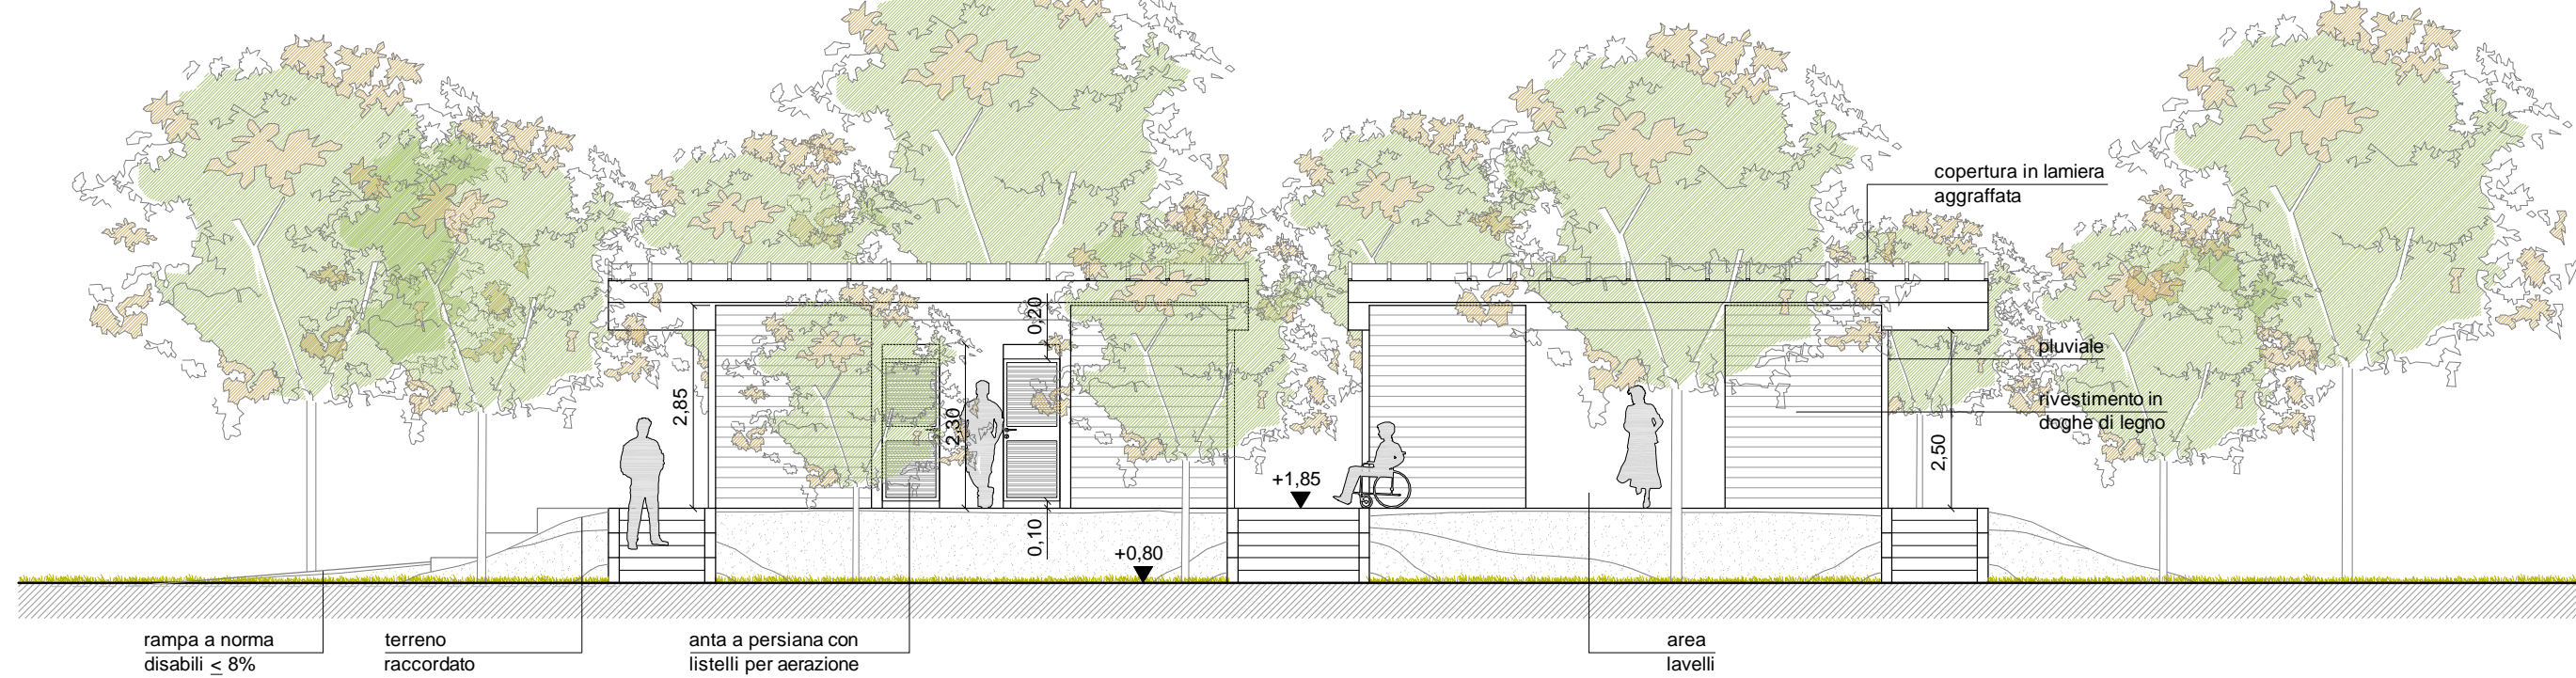 copertura in lamiera
aggraffata
0,20
pluviale
2,85
2,30
rivestimento in
doghe di legno
2,50
+1,85
0,10
+0,80
rampa a norma
disabili ≤ 8%
terreno
raccordato
anta a persiana con
listelli per aerazione
area
lavelli